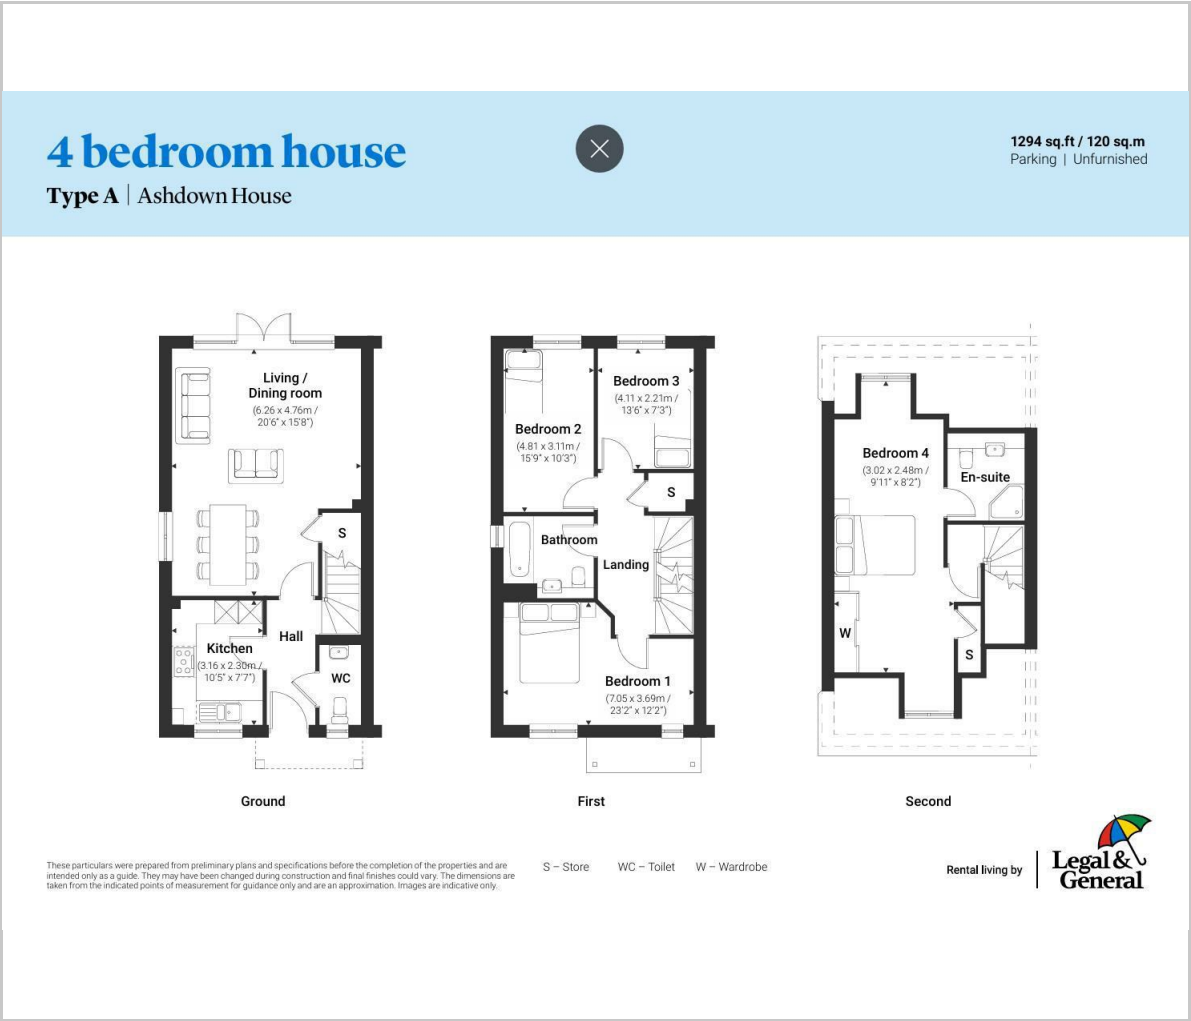 4 bedroom house
Type A | Ashdown House
1294 sq.ft / 120 sq.m
Parking | Unfurnished
Living /
Dining room
(6.26 x 4.76m /
20'6" x 15'8")
S
Kitchen
(3.16 x 2.30m /
10'5" x 7'7")
Hall
WC
Ground
Bedroom 2
(4.81 x 3.11m /
15'9" x 10'3")
Bedroom 3
(4.11 x 2.21m /
13'6" x 7'3")
S
Bathroom
Landing
Bedroom 1
(7.05 x 3.69m /
23'2" x 12'2")
First
Bedroom 4
(3.02 x 2.48m /
9'11" x 8'2")
En-suite
W
S
Second
These particulars were prepared from preliminary plans and specifications before the completion of the properties and are
intended only as a guide. They may have been changed during construction and final finishes could vary. The dimensions are
taken from the indicated points of measurement for guidance only and are an approximation. Images are indicative only.
S – Store
WC – Toilet
W – Wardrobe
Rental living by
Legal &
General